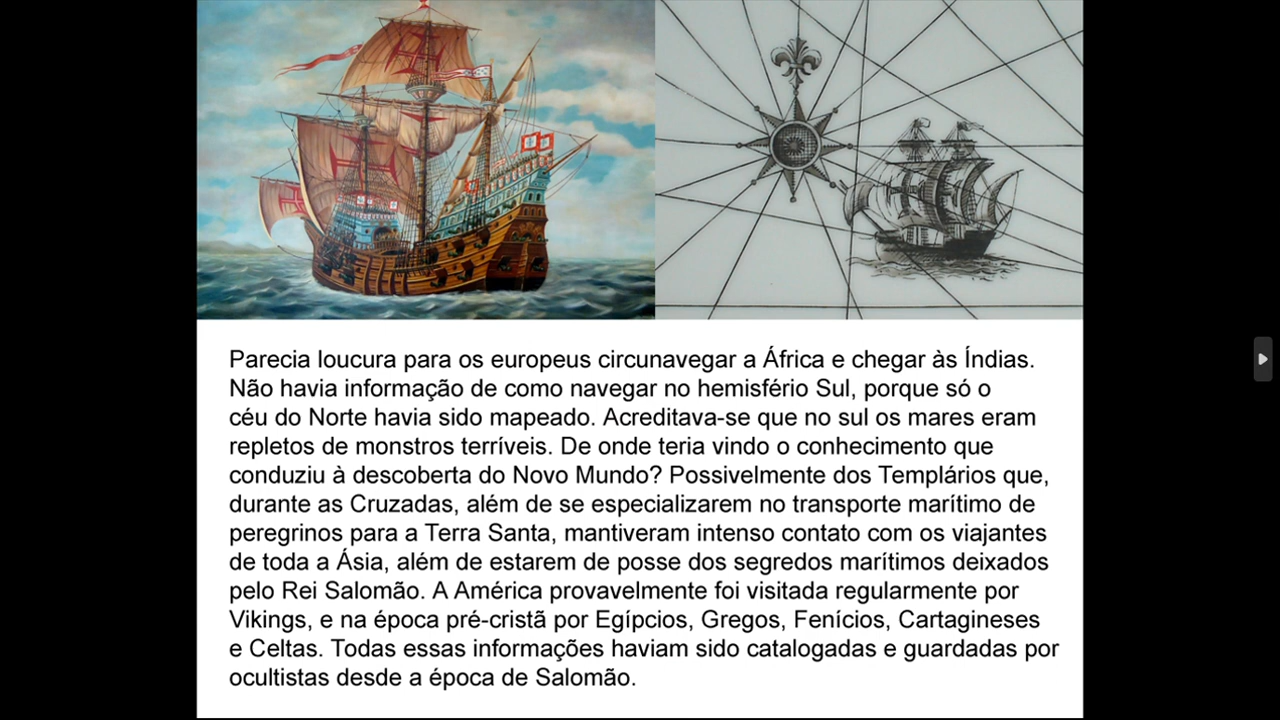 Parecia loucura para os europeus circunavegar a África e chegar às Índias.
Não havia informação de como navegar no hemisfério Sul, porque só o
céu do Norte havia sido mapeado. Acreditava-se que no sul os mares eram
repletos de monstros terríveis. De onde teria vindo o conhecimento que
conduziu à descoberta do Novo Mundo? Possivelmente dos Templários que,
durante as Cruzadas, além de se especializarem no transporte marítimo de
peregrinos para a Terra Santa, mantiveram intenso contato com os viajantes
de toda a Ásia, além de estarem de posse dos segredos marítimos deixados
pelo Rei Salomão. A América provavelmente foi visitada regularmente por
Vikings, e na época pré-cristã por Egípcios, Gregos, Fenícios, Cartagineses
e Celtas. Todas essas informações haviam sido catalogadas e guardadas por
ocultistas desde a época de Salomão.